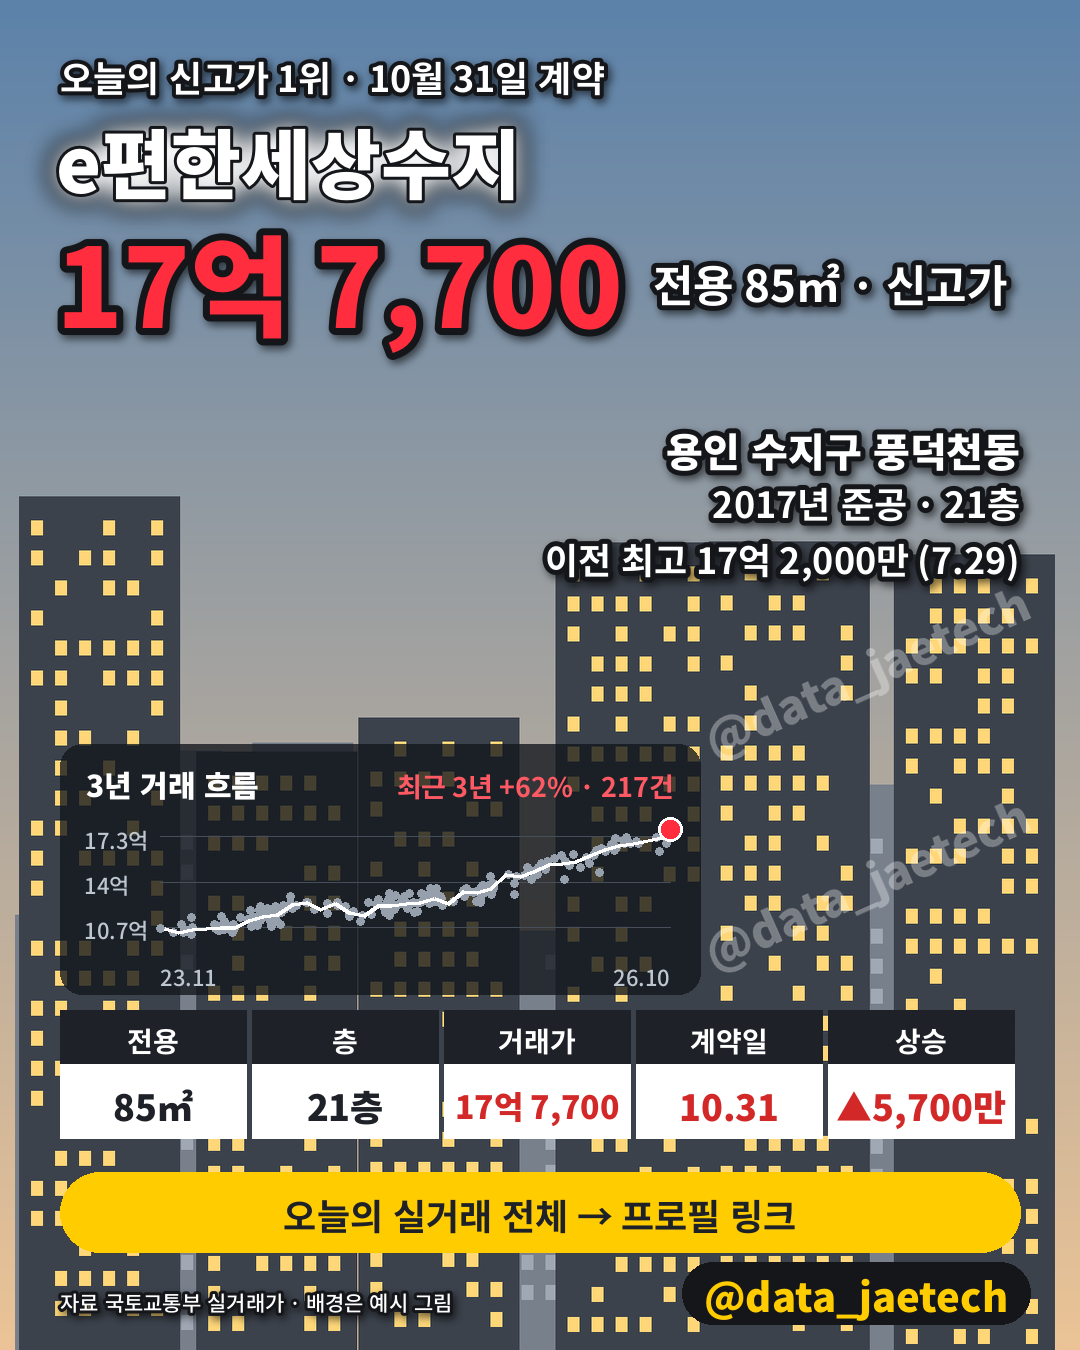 오늘의 신고가 1위 · 10월 31일 계약
e편한세상수지
17억 7,700 전용 85㎡ · 신고가
용인 수지구 풍덕천동
2017년 준공 · 21층
이전 최고 17억 2,000만 (7.29)
@data_jaetech
3년 거래 흐름 최근 3년 +62% · 217건
17.3억
14억
10.7억
23.11 26.10
@data_jaetech
전용 층 거래가 계약일 상승
85㎡ 21층 17억 7,700 10.31 ▲5,700만
오늘의 실거래 전체 → 프로필 링크
자료 국토교통부 실거래가 · 배경은 예시 그림
@data_jaetech